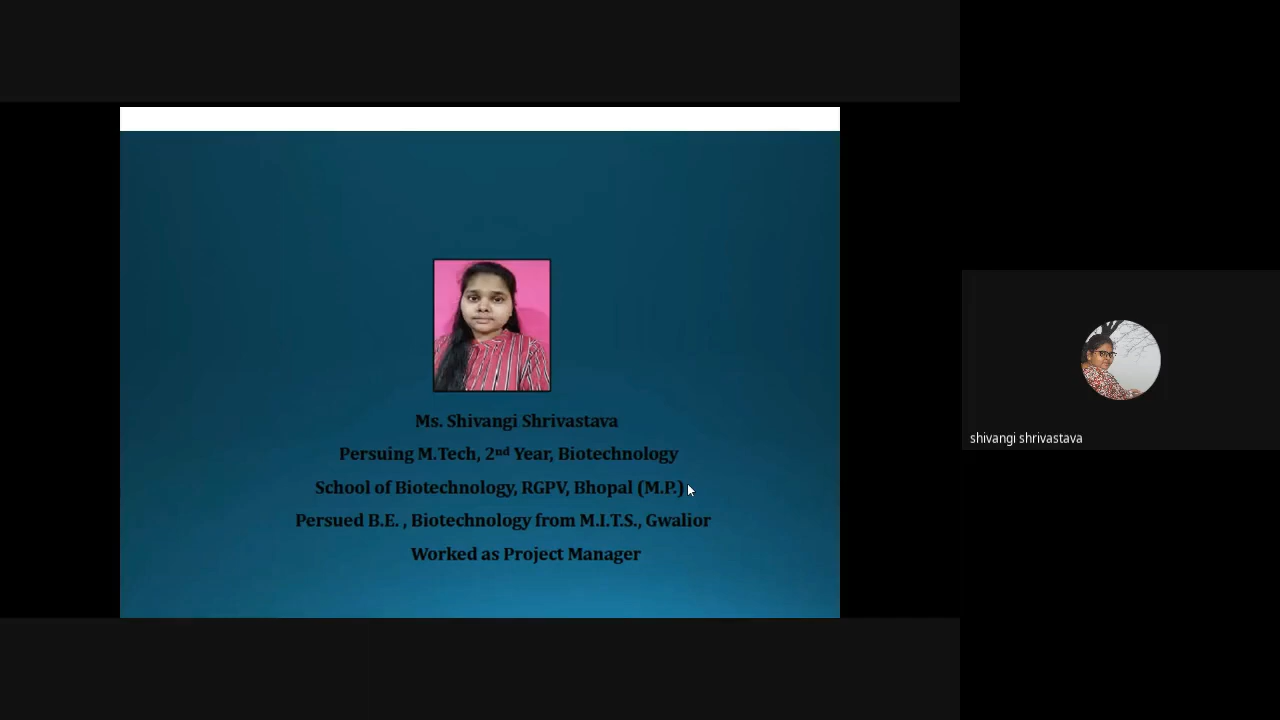 Ms. Shivangi Shrivastava
Persuing M.Tech, 2nd Year, Biotechnology
School of Biotechnology, RGPV, Bhopal (M.P.)
Persued B.E. , Biotechnology from M.I.T.S., Gwalior
Worked as Project Manager
shivangi shrivastava